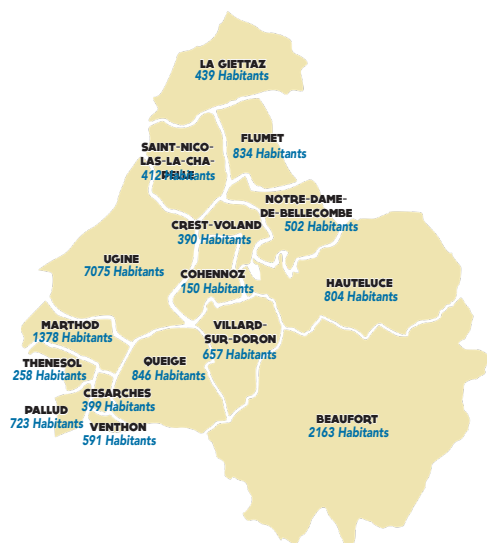 LA GIETTAZ
439 Habitants
FLUMET
834 Habitants
SAINT-NICO-
LAS-LA-CHA-
PELLE
412 Habitants
NOTRE-DAME-
DE-BELLECOMBE
502 Habitants
CREST-VOLAND
390 Habitants
UGINE
7075 Habitants
COHENNOZ
150 Habitants
HAUTELUCE
804 Habitants
MARTHOD
1378 Habitants
VILLARD-
SUR-DORON
657 Habitants
THENESOL
258 Habitants
QUEIGE
846 Habitants
CESARCHES
399 Habitants
PALLUD
723 Habitants
VENTHON
591 Habitants
BEAUFORT
2163 Habitants